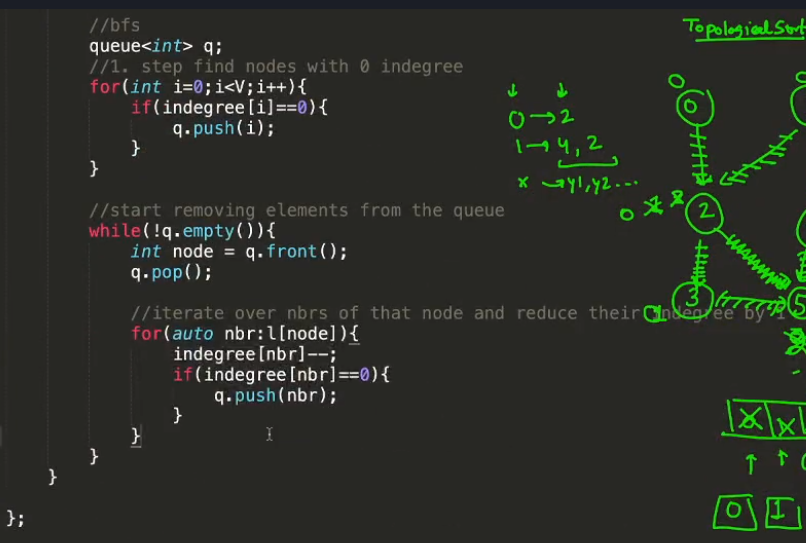 //bfs
queue<int> q;
//1. step find nodes with 0 indegree
for(int i=0;i<V;i++){
if(indegree[i]==0){
q.push(i);
}
}
//start removing elements from the queue
while(!q.empty()){
int node = q.front();
q.pop();
//iterate over nbrs of that node and reduce their indegree by 1
for(auto nbr:l[node]){
indegree[nbr]--;
if(indegree[nbr]==0){
q.push(nbr);
}
}
}
}
};
Topological Sort
0→2
1→4, 2
x →y1,y2...
0
0
2
0
3
5
0 1